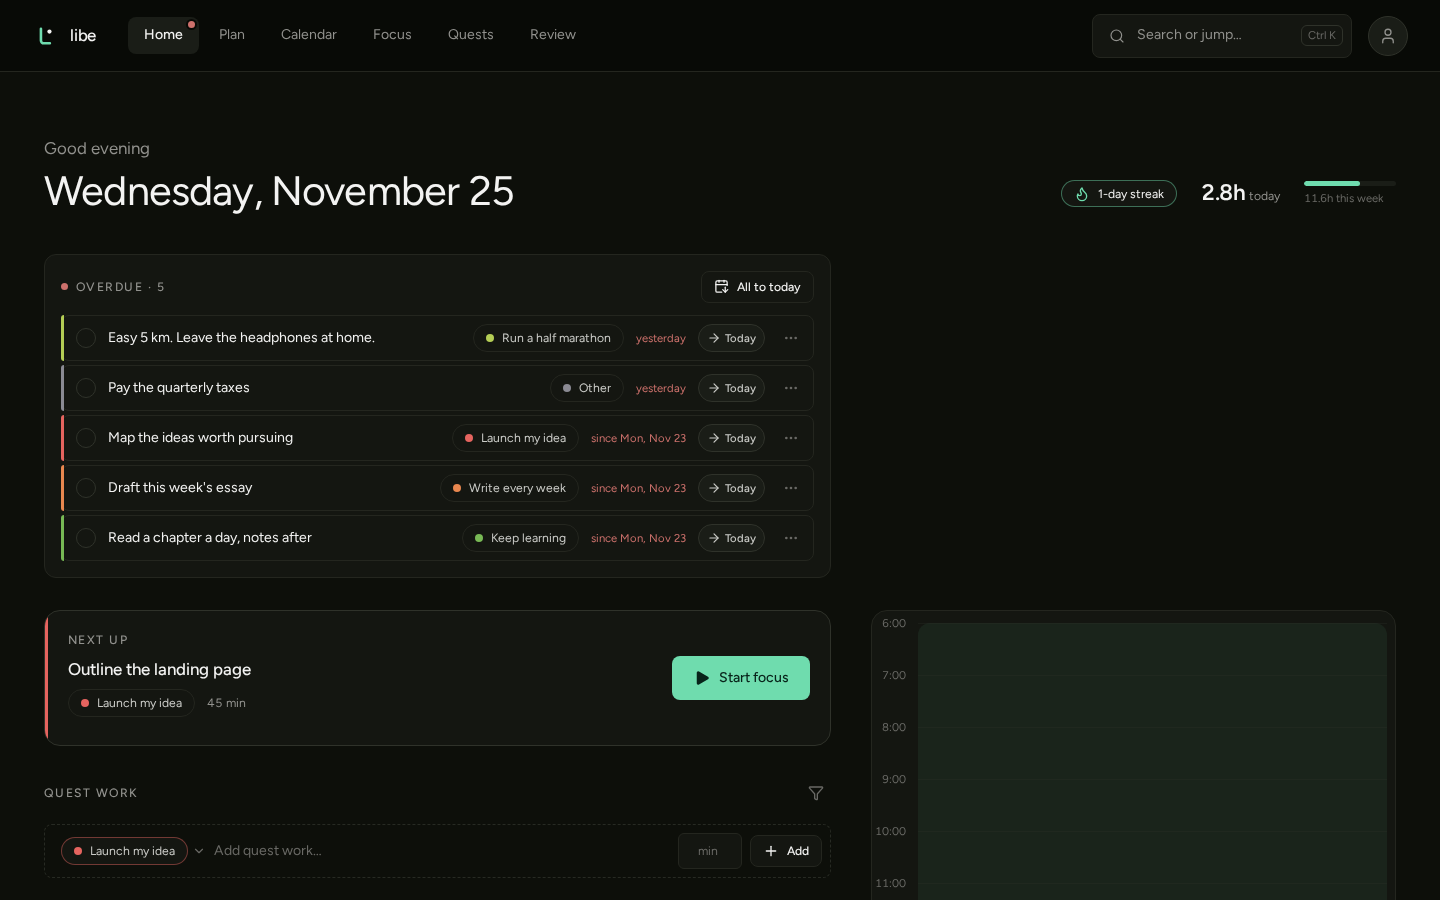 libe
Home
Plan
Calendar
Focus
Quests
Review
Search or jump...
Ctrl K
Good evening
Wednesday, November 25
1-day streak
2.8h today
11.6h this week
OVERDUE · 5
All to today
Easy 5 km. Leave the headphones at home.
Run a half marathon
yesterday
Today
Pay the quarterly taxes
Other
yesterday
Today
Map the ideas worth pursuing
Launch my idea
since Mon, Nov 23
Today
Draft this week's essay
Write every week
since Mon, Nov 23
Today
Read a chapter a day, notes after
Keep learning
since Mon, Nov 23
Today
NEXT UP
Outline the landing page
Launch my idea
45 min
Start focus
QUEST WORK
Launch my idea
Add quest work...
min
Add
6:00
7:00
8:00
9:00
10:00
11:00